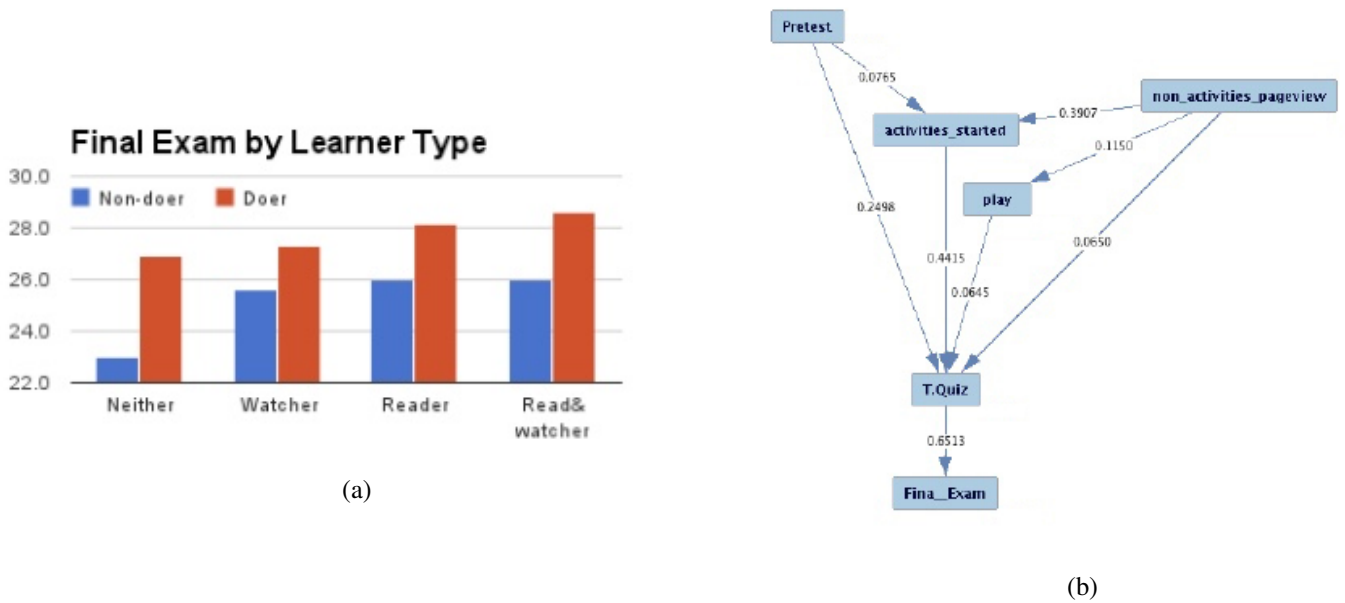 Final Exam by Learner Type
30.0
Non-doer Doer
28.0
26.0
24.0
22.0
Neither Watcher Reader Read&
watcher
(a)
Pretest
0.0765
non_activities_pageview
0.3907
activities_started
0.1150
play
0.2498
0.0650
0.4415
0.0645
T.Quiz
0.6513
Fina_Exam
(b)